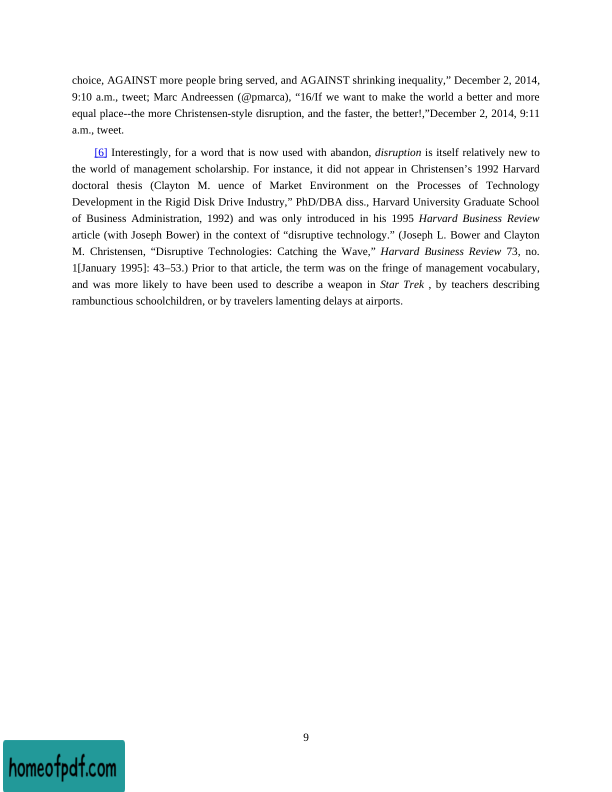 choice, AGAINST more people bring served, and AGAINST shrinking inequality,” December 2, 2014,
9:10 a.m., tweet; Marc Andreessen (@pmarca), “16/If we want to make the world a better and more
equal place--the more Christensen-style disruption, and the faster, the better!,”December 2, 2014, 9:11
a.m., tweet.
[6] Interestingly, for a word that is now used with abandon, disruption is itself relatively new to
the world of management scholarship. For instance, it did not appear in Christensen’s 1992 Harvard
doctoral thesis (Clayton M. uence of Market Environment on the Processes of Technology
Development in the Rigid Disk Drive Industry,” PhD/DBA diss., Harvard University Graduate School
of Business Administration, 1992) and was only introduced in his 1995 Harvard Business Review
article (with Joseph Bower) in the context of “disruptive technology.” (Joseph L. Bower and Clayton
M. Christensen, “Disruptive Technologies: Catching the Wave,” Harvard Business Review 73, no.
1[January 1995]: 43–53.) Prior to that article, the term was on the fringe of management vocabulary,
and was more likely to have been used to describe a weapon in Star Trek , by teachers describing
rambunctious schoolchildren, or by travelers lamenting delays at airports.
9
homeofpdf.com